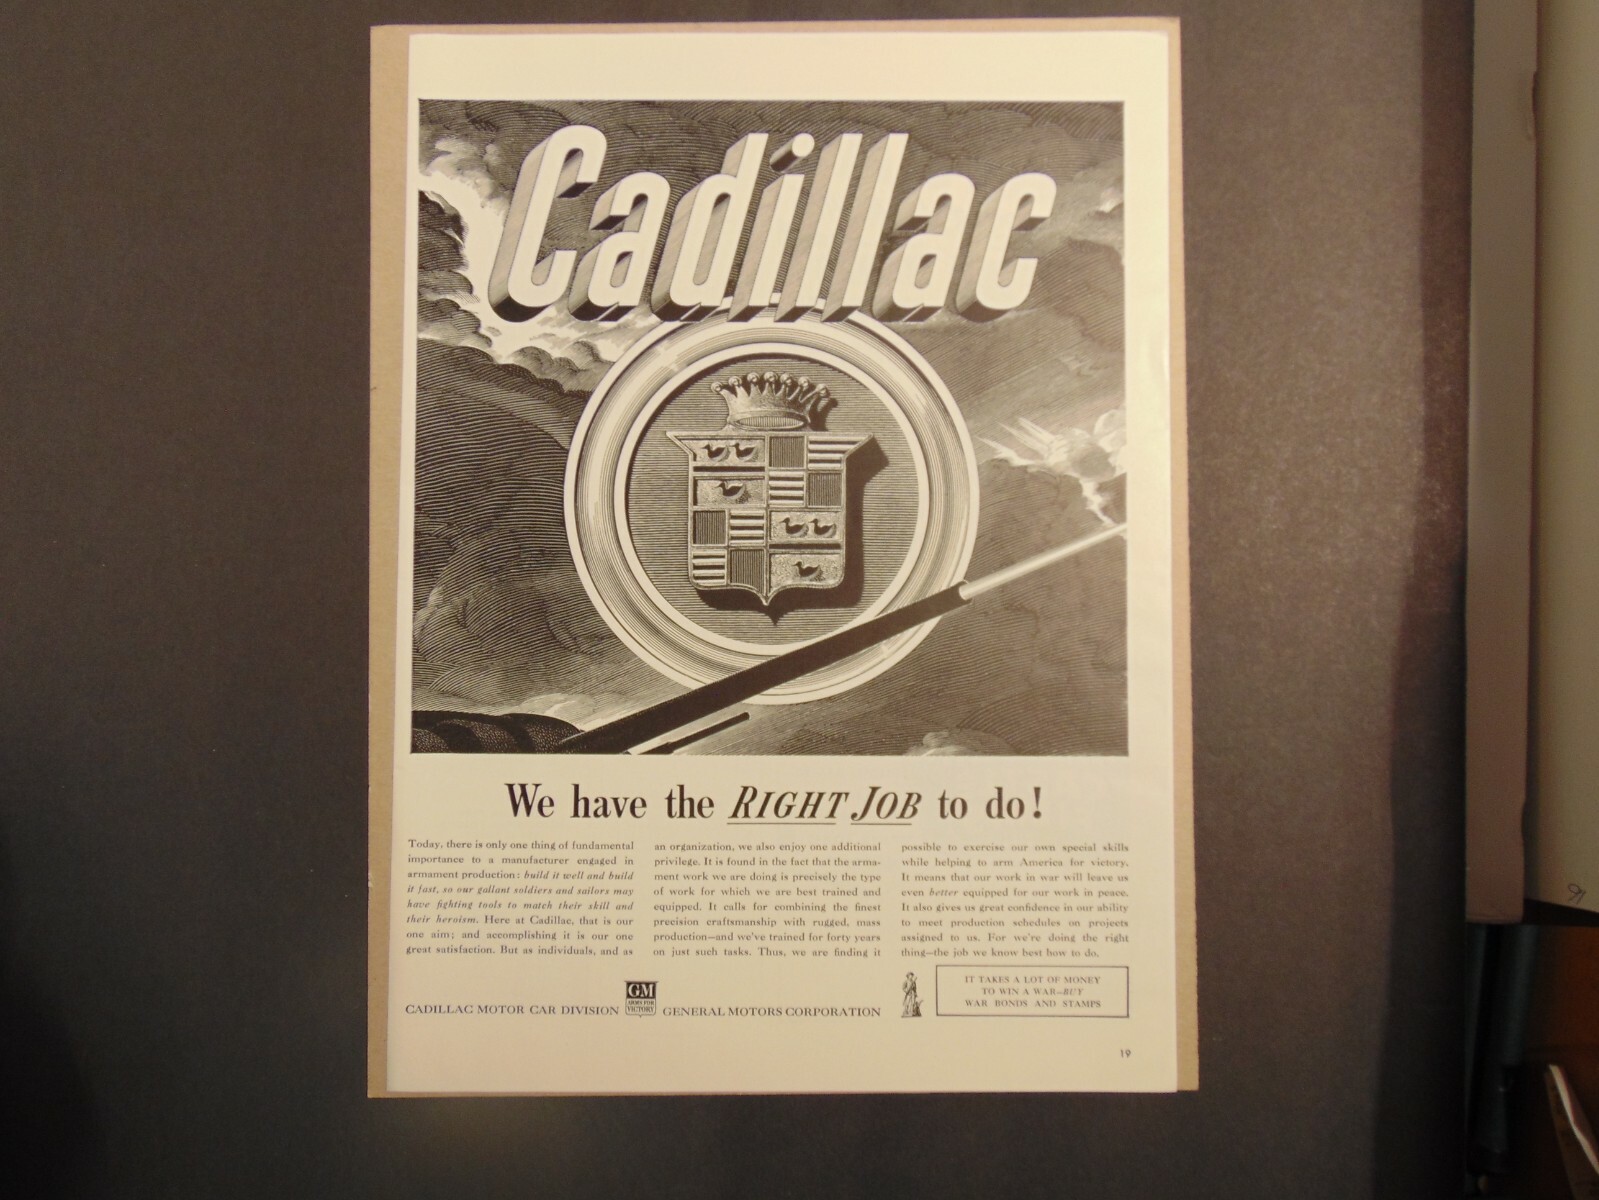 Cadillac
We have the RIGHT JOB to do!
Today, there is only one thing of fundamental
importance to a manufacturer engaged in
armament production: build it well and build
it fast, so our gallant soldiers and sailors may
have fighting tools to match their skill and
their heroism. Here at Cadillac, that is our
one aim; and accomplishing it is our one
great satisfaction. But as individuals, and as
an organization, we also enjoy one additional
privilege. It is found in the fact that the arma-
ment work we are doing is precisely the type
of work for which we are best trained and
equipped. It calls for combining the finest
precision craftsmanship with rugged, mass
production—and we've trained for forty years
on just such tasks. Thus, we are finding it
possible to exercise our own special skills
while helping to arm America for victory.
It means that our work in war will leave us
even better equipped for our work in peace.
It also gives us great confidence in our ability
to meet production schedules on projects
assigned to us. For we're doing the right
thing—the job we know best how to do.
CADILLAC MOTOR CAR DIVISION
GM
ARMS FOR
VICTORY
GENERAL MOTORS CORPORATION
IT TAKES A LOT OF MONEY
TO WIN A WAR—BUY
WAR BONDS AND STAMPS
19